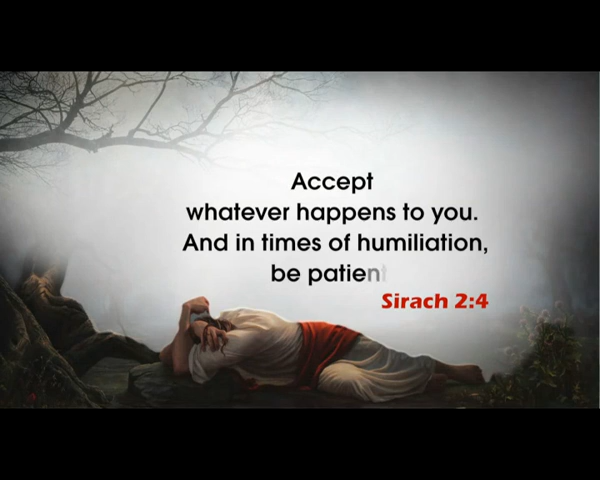 Accept
whatever happens to you.
And in times of humiliation,
be patient
Sirach 2:4